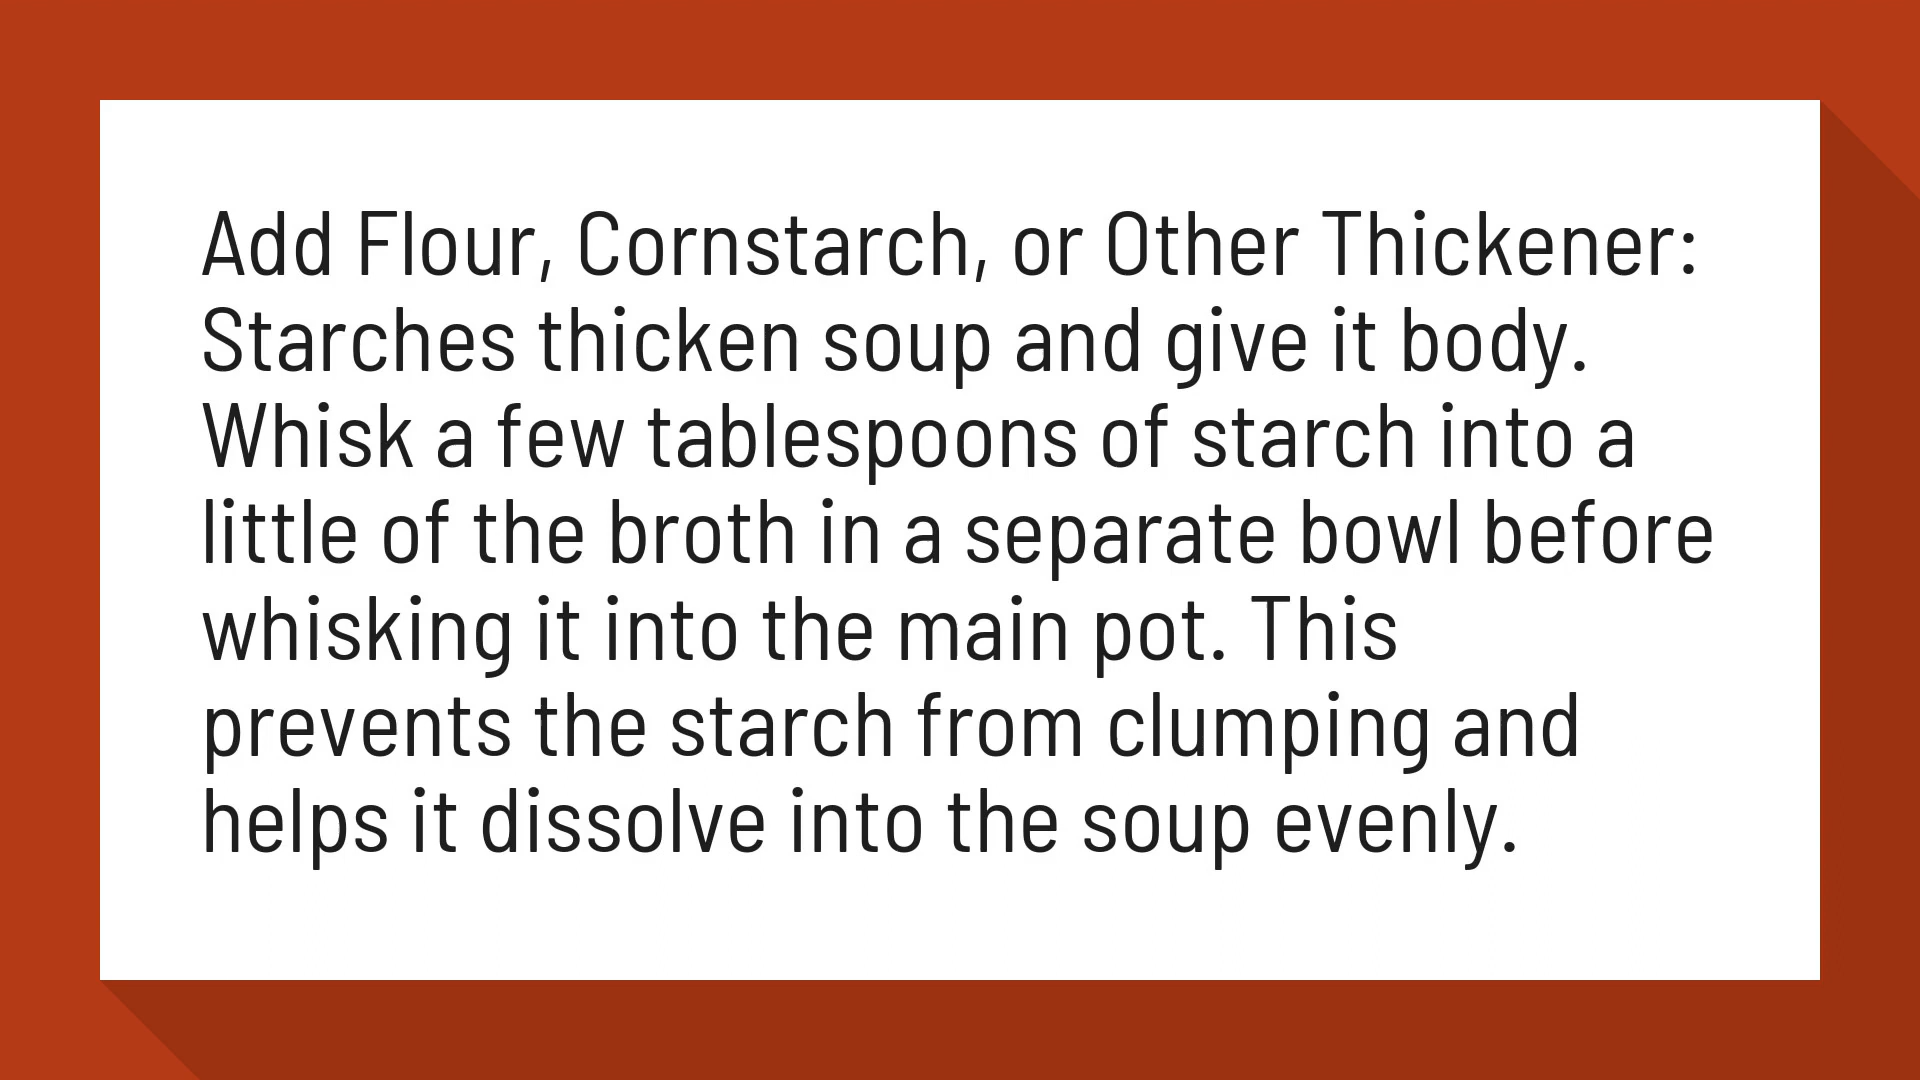 Add Flour, Cornstarch, or Other Thickener:
Starches thicken soup and give it body.
Whisk a few tablespoons of starch into a
little of the broth in a separate bowl before
whisking it into the main pot. This
prevents the starch from clumping and
helps it dissolve into the soup evenly.